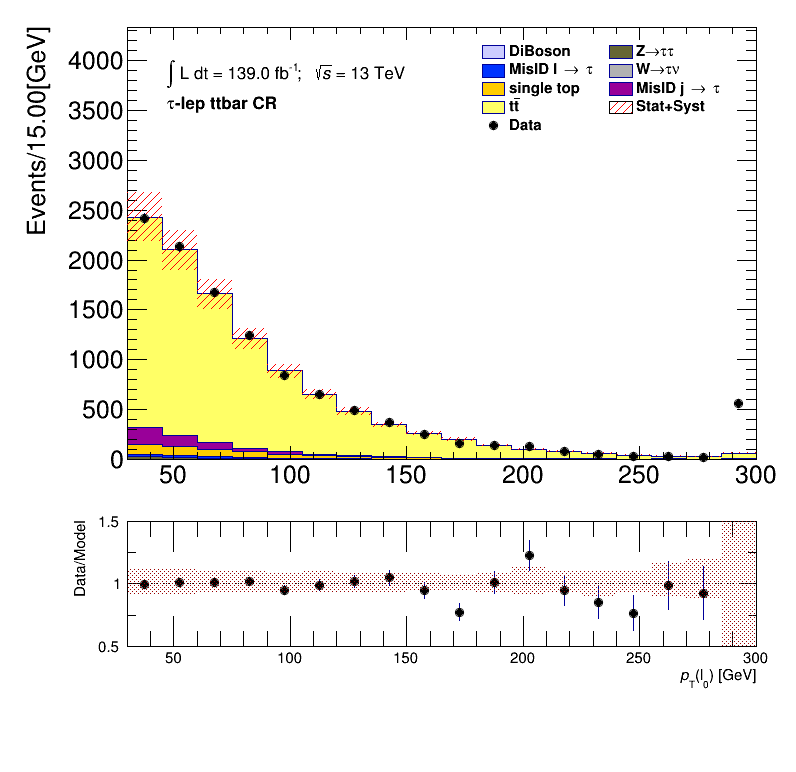 Events/15.00[GeV]
4000
3500
3000
2500
2000
1500
1000
500
0
∫ L dt = 139.0 fb⁻¹; √s = 13 TeV
τ-lep ttbar CR
DiBoson
Z→ττ
MisID l → τ
W→τν
single top
MisID j → τ
tt̄
Stat+Syst
Data
50 100 150 200 250 300
Data/Model
1.5
1
0.5
50 100 150 200 250 300
p_T(l_0) [GeV]